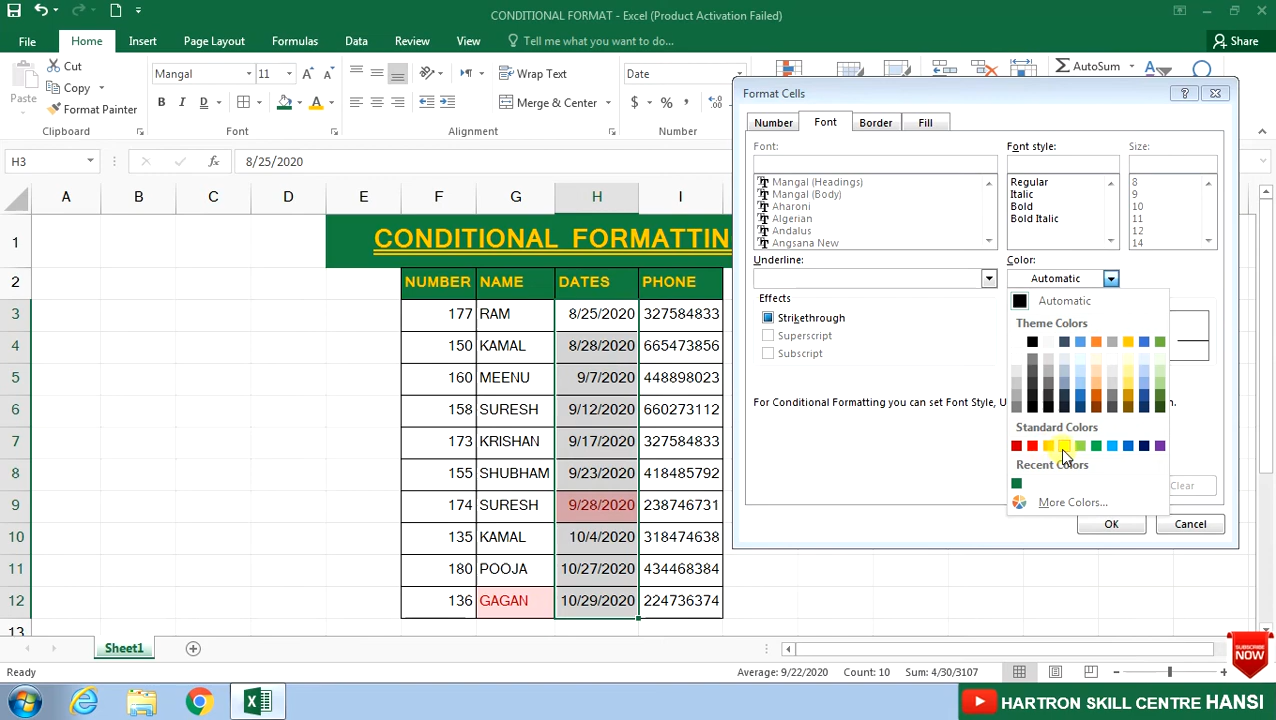 CONDITIONAL FORMAT - Excel (Product Activation Failed)
File Home Insert Page Layout Formulas Data Review View Tell me what you want to do... Share
Cut
Copy
Paste
Format Painter
Clipboard
Mangal 11
B I D A
Font
Wrap Text
Merge & Center
Alignment
Date
$ % ,
Number
AutoSum
H3 fx 8/25/2020
A B C D E F G H I
1 CONDITIONAL FORMATTIN
2 NUMBER NAME DATES PHONE
3 177 RAM 8/25/2020 327584833
4 150 KAMAL 8/28/2020 665473856
5 160 MEENU 9/7/2020 448898023
6 158 SURESH 9/12/2020 660273112
7 173 KRISHAN 9/17/2020 327584833
8 155 SHUBHAM 9/23/2020 418485792
9 174 SURESH 9/28/2020 238746731
10 135 KAMAL 10/4/2020 318474638
11 180 POOJA 10/27/2020 434468384
12 136 GAGAN 10/29/2020 224736374
13
Format Cells
Number Font Border Fill
Font: Font style: Size:
Mangal (Headings)
Mangal (Body)
Aharoni
Algerian
Andalus
Angsana New
Regular
Italic
Bold
Bold Italic
8
9
10
11
12
14
Underline: Color:
Automatic
Effects
Strikethrough
Superscript
Subscript
Automatic
Theme Colors
Standard Colors
Recent Colors
More Colors...
For Conditional Formatting you can set Font Style, U
Clear
OK Cancel
Sheet1
Ready Average: 9/22/2020 Count: 10 Sum: 4/30/3107
SUBSCRIBE
NOW
HARTRON SKILL CENTRE HANSI